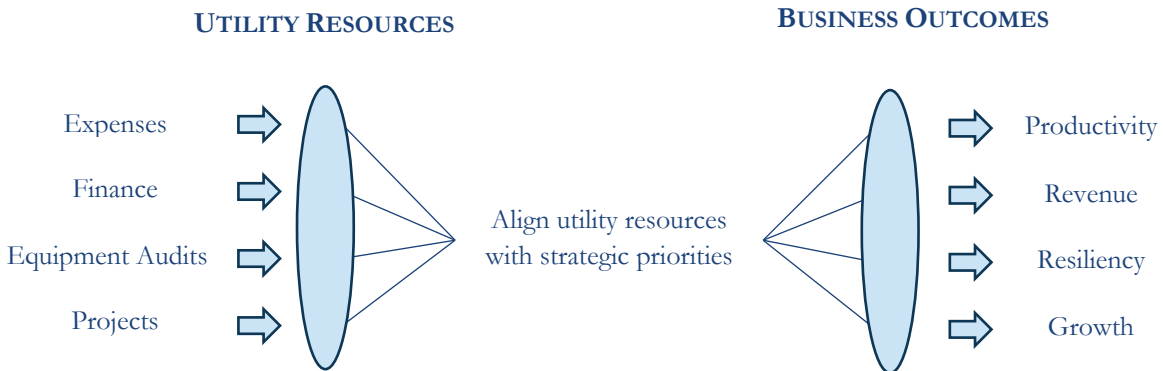 UTILITY RESOURCES
BUSINESS OUTCOMES
Expenses
Finance
Equipment Audits
Projects
Align utility resources
with strategic priorities
Productivity
Revenue
Resiliency
Growth